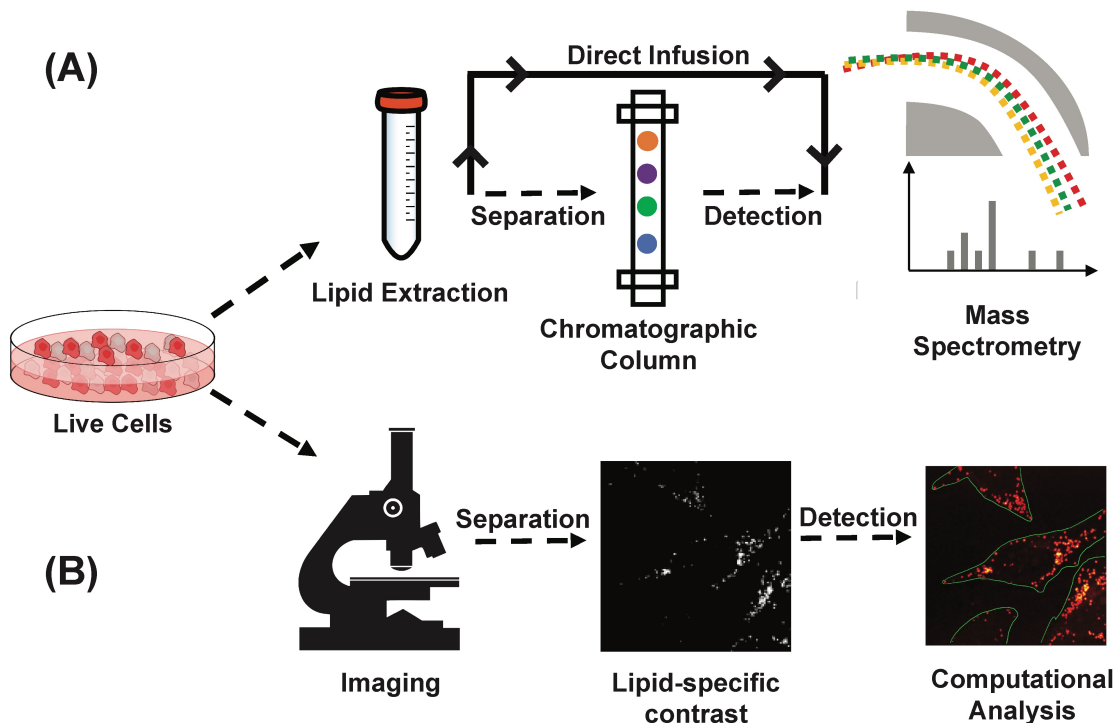 (A)
Direct Infusion
Separation
Detection
Lipid Extraction
Chromatographic
Column
Mass
Spectrometry
Live Cells
(B)
Separation
Detection
Imaging
Lipid-specific
contrast
Computational
Analysis